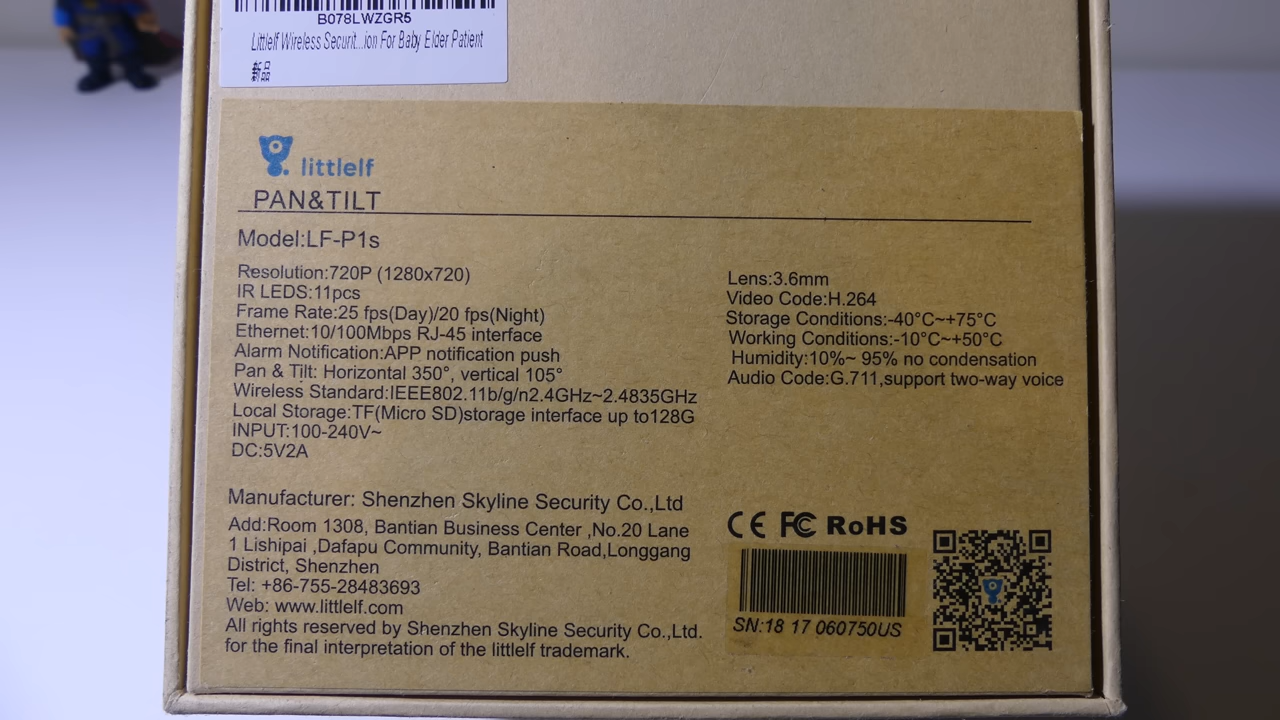 B078LWZGR5
Littlelf Wireless Securit...ion For Baby Elder Patient
新品
littlelf
PAN&TILT
Model:LF-P1s
Resolution:720P (1280x720)
IR LEDS:11pcs
Frame Rate:25 fps(Day)/20 fps(Night)
Ethernet:10/100Mbps RJ-45 interface
Alarm Notification:APP notification push
Pan & Tilt: Horizontal 350°, vertical 105°
Wireless Standard:IEEE802.11b/g/n2.4GHz~2.4835GHz
Local Storage:TF(Micro SD)storage interface up to128G
INPUT:100-240V~
DC:5V2A
Lens:3.6mm
Video Code:H.264
Storage Conditions:-40°C~+75°C
Working Conditions:-10°C~+50°C
Humidity:10%~ 95% no condensation
Audio Code:G.711,support two-way voice
Manufacturer: Shenzhen Skyline Security Co.,Ltd
Add:Room 1308, Bantian Business Center ,No.20 Lane
1 Lishipai ,Dafapu Community, Bantian Road,Longgang
District, Shenzhen
Tel: +86-755-28483693
Web: www.littlelf.com
All rights reserved by Shenzhen Skyline Security Co.,Ltd.
for the final interpretation of the littlelf trademark.
CE FC RoHS
SN:18 17 060750US